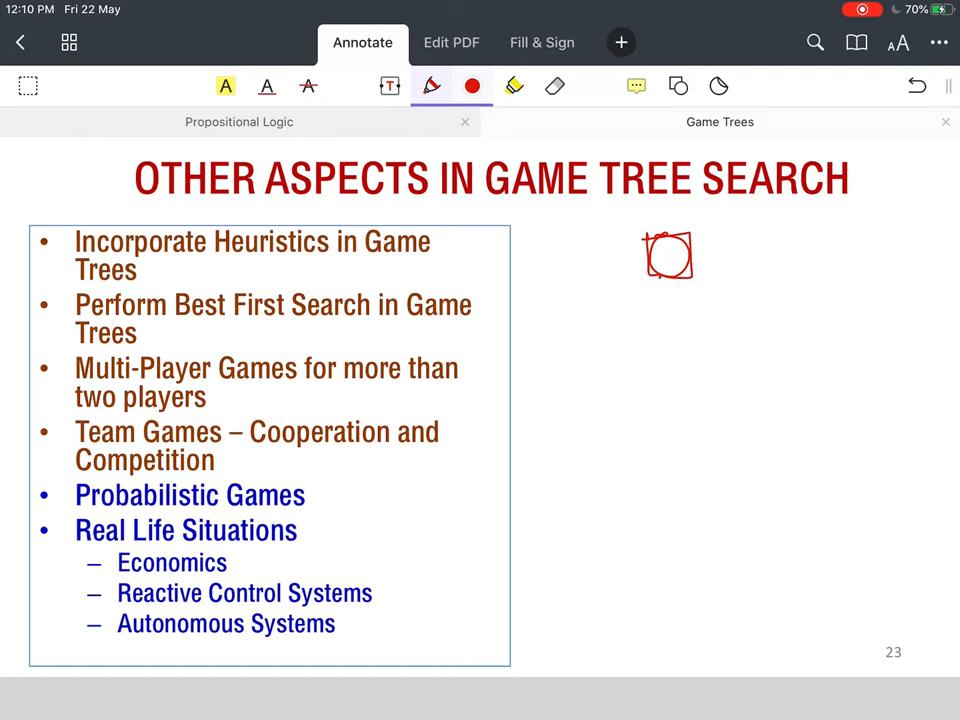 12:10 PM Fri 22 May 70%
Annotate Edit PDF Fill & Sign
A A A T AA
Propositional Logic Game Trees
OTHER ASPECTS IN GAME TREE SEARCH
• Incorporate Heuristics in Game
Trees
• Perform Best First Search in Game
Trees
• Multi-Player Games for more than
two players
• Team Games – Cooperation and
Competition
• Probabilistic Games
• Real Life Situations
– Economics
– Reactive Control Systems
– Autonomous Systems
23